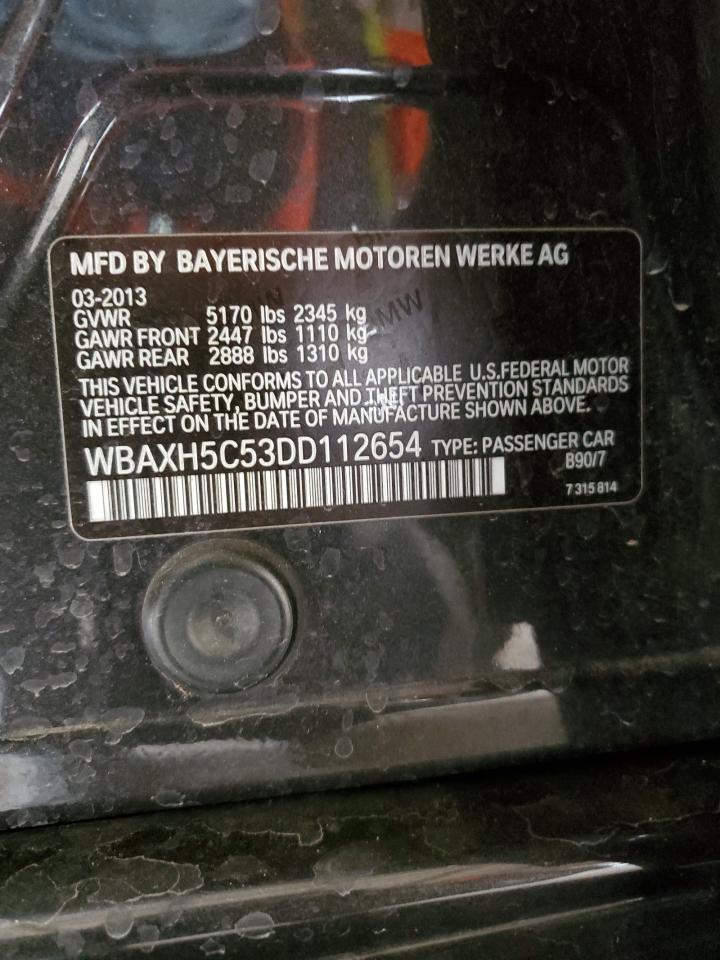 MFD BY BAYERISCHE MOTOREN WERKE AG
03-2013
GVWR 5170 lbs 2345 kg
GAWR FRONT 2447 lbs 1110 kg
GAWR REAR 2888 lbs 1310 kg
THIS VEHICLE CONFORMS TO ALL APPLICABLE U.S.FEDERAL MOTOR
VEHICLE SAFETY, BUMPER AND THEFT PREVENTION STANDARDS
IN EFFECT ON THE DATE OF MANUFACTURE SHOWN ABOVE.
WBAXH5C53DD112654 TYPE: PASSENGER CAR
B90/7
7 315 814